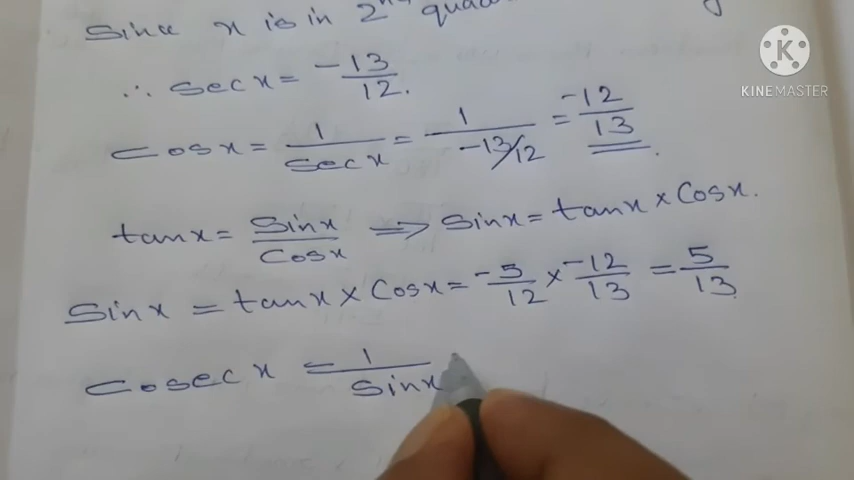 Since x is in 2nd
∴ sec x = -13/12.
cos x = 1/sec x = 1/-13/12 = -12/13.
tan x = sin x/cos x ⇒ sin x = tan x × cos x.
sin x = tan x × cos x = -5/12 × -12/13 = 5/13.
cosec x = 1/sin x
K
KINEMASTER